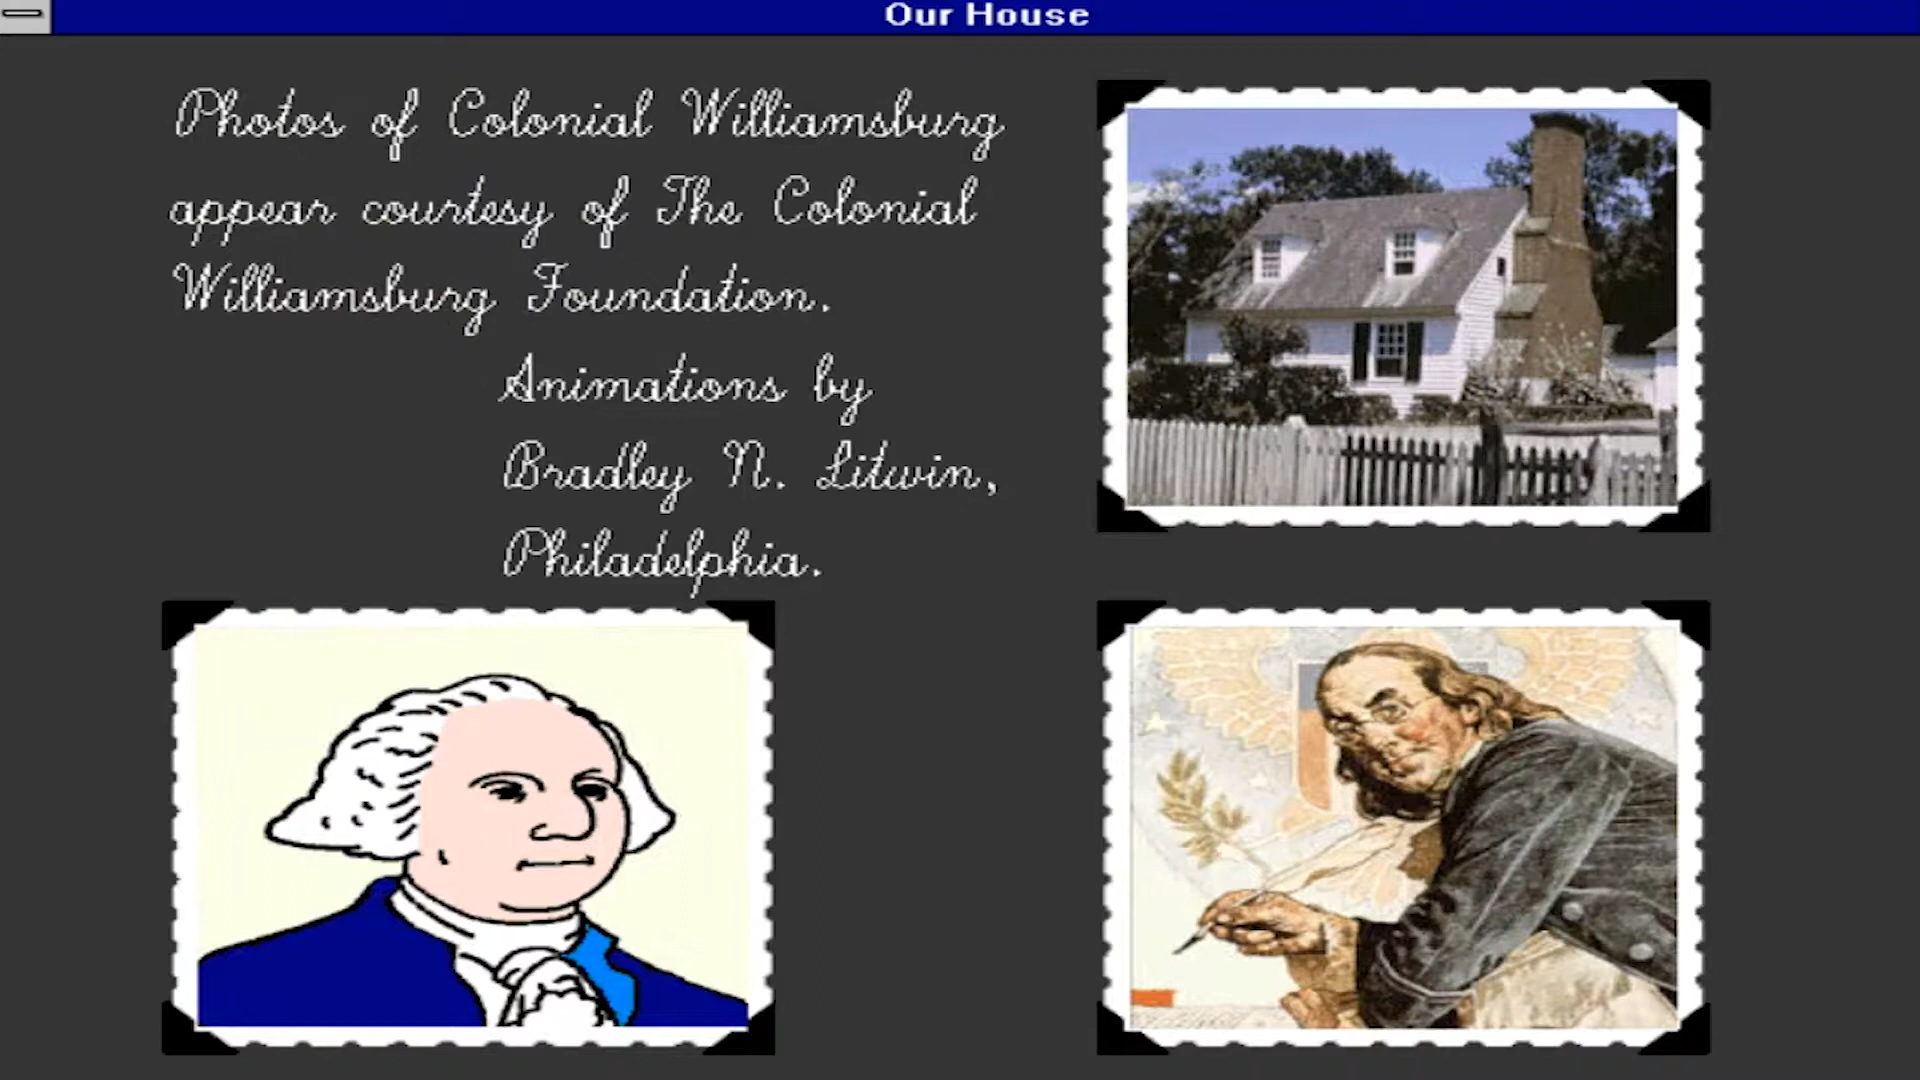 Our House
Photos of Colonial Williamsburg
appear courtesy of The Colonial
Williamsburg Foundation.
Animations by
Bradley N. Litwin,
Philadelphia.